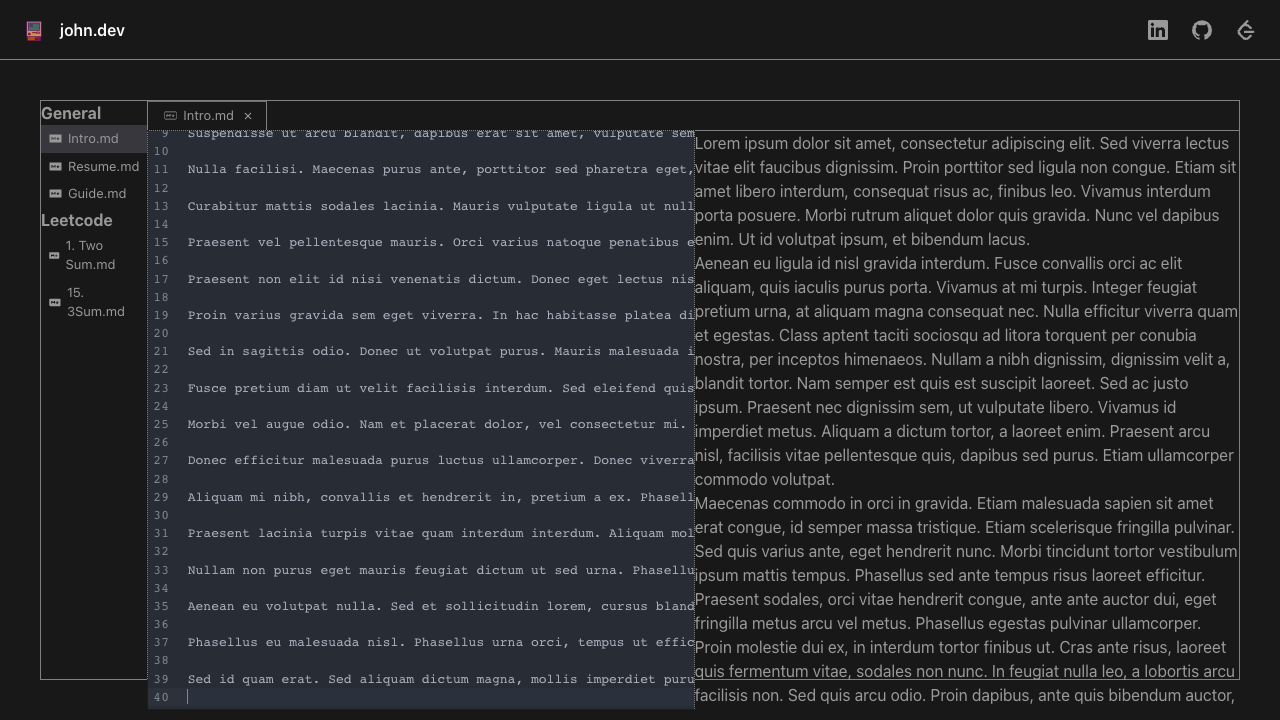 john.dev
General
Intro.md
Resume.md
Guide.md
Leetcode
1. Two
Sum.md
15.
3Sum.md
Intro.md ×
9 Suspendisse ut arcu blandit, dapibus erat sit amet, vulputate sem
10
11 Nulla facilisi. Maecenas purus ante, porttitor sed pharetra eget,
12
13 Curabitur mattis sodales lacinia. Mauris vulputate ligula ut null
14
15 Praesent vel pellentesque mauris. Orci varius natoque penatibus e
16
17 Praesent non elit id nisi venenatis dictum. Donec eget lectus nis
18
19 Proin varius gravida sem eget viverra. In hac habitasse platea di
20
21 Sed in sagittis odio. Donec ut volutpat purus. Mauris malesuada i
22
23 Fusce pretium diam ut velit facilisis interdum. Sed eleifend quis
24
25 Morbi vel augue odio. Nam et placerat dolor, vel consectetur mi.
26
27 Donec efficitur malesuada purus luctus ullamcorper. Donec viverra
28
29 Aliquam mi nibh, convallis et hendrerit in, pretium a ex. Phasell
30
31 Praesent lacinia turpis vitae quam interdum interdum. Aliquam mol
32
33 Nullam non purus eget mauris feugiat dictum ut sed urna. Phasellu
34
35 Aenean eu volutpat nulla. Sed et sollicitudin lorem, cursus bland
36
37 Phasellus eu malesuada nisl. Phasellus urna orci, tempus ut effic
38
39 Sed id quam erat. Sed aliquam dictum magna, mollis imperdiet puru
40
Lorem ipsum dolor sit amet, consectetur adipiscing elit. Sed viverra lectus
vitae elit faucibus dignissim. Proin porttitor sed ligula non congue. Etiam sit
amet libero interdum, consequat risus ac, finibus leo. Vivamus interdum
porta posuere. Morbi rutrum aliquet dolor quis gravida. Nunc vel dapibus
enim. Ut id volutpat ipsum, et bibendum lacus.
Aenean eu ligula id nisl gravida interdum. Fusce convallis orci ac elit
aliquam, quis iaculis purus porta. Vivamus at mi turpis. Integer feugiat
pretium urna, at aliquam magna consequat nec. Nulla efficitur viverra quam
et egestas. Class aptent taciti sociosqu ad litora torquent per conubia
nostra, per inceptos himenaeos. Nullam a nibh dignissim, dignissim velit a,
blandit tortor. Nam semper est quis est suscipit laoreet. Sed ac justo
ipsum. Praesent nec dignissim sem, ut vulputate libero. Vivamus id
imperdiet metus. Aliquam a dictum tortor, a laoreet enim. Praesent arcu
nisl, facilisis vitae pellentesque quis, dapibus sed purus. Etiam ullamcorper
commodo volutpat.
Maecenas commodo in orci in gravida. Etiam malesuada sapien sit amet
erat congue, id semper massa tristique. Etiam scelerisque fringilla pulvinar.
Sed quis varius ante, eget hendrerit nunc. Morbi tincidunt tortor vestibulum
ipsum mattis tempus. Phasellus sed ante tempus risus laoreet efficitur.
Praesent sodales, orci vitae hendrerit congue, ante ante auctor dui, eget
fringilla metus arcu vel metus. Phasellus egestas pulvinar ullamcorper.
Proin molestie dui ex, in interdum tortor finibus ut. Cras ante risus, laoreet
quis fermentum vitae, sodales non nunc. In feugiat nulla leo, a lobortis arcu
facilisis non. Sed quis arcu odio. Proin dapibus, ante quis bibendum auctor,